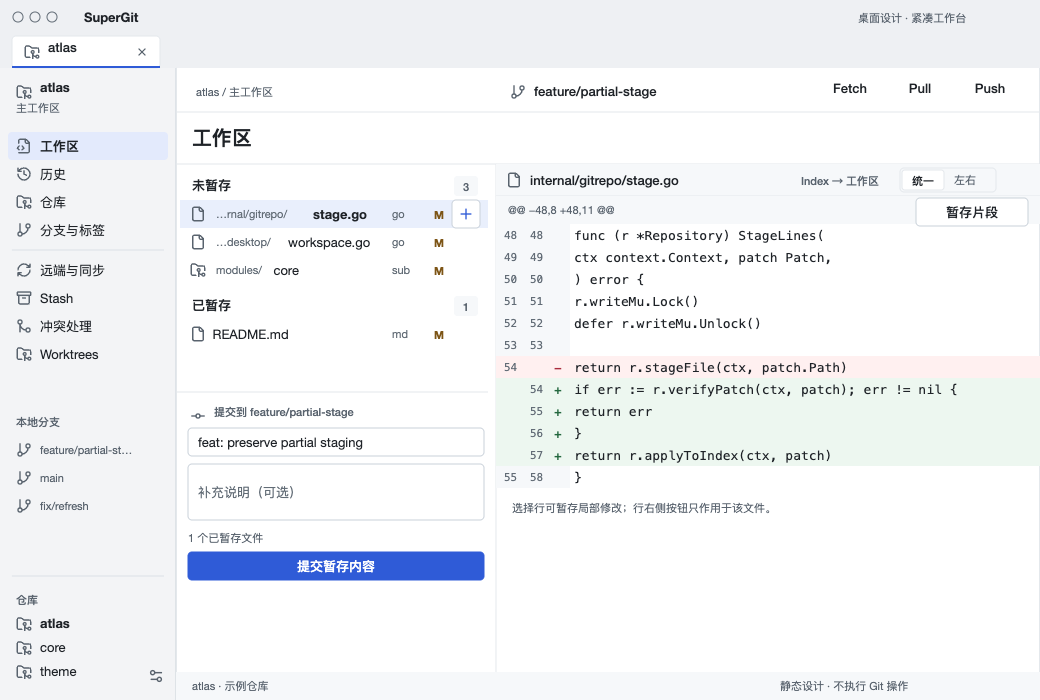 SuperGit
桌面设计 · 紧凑工作台
atlas
atlas
主工作区
工作区
历史
仓库
分支与标签
远端与同步
Stash
冲突处理
Worktrees
本地分支
feature/partial-st…
main
fix/refresh
仓库
atlas
core
theme
atlas / 主工作区
feature/partial-stage
Fetch
Pull
Push
工作区
未暂存 3
…rnal/gitrepo/ stage.go go M +
…desktop/ workspace.go go M
modules/ core sub M
已暂存 1
README.md md M
提交到 feature/partial-stage
feat: preserve partial staging
补充说明（可选）
1 个已暂存文件
提交暂存内容
internal/gitrepo/stage.go
Index → 工作区
统一 左右
@@ −48,8 +48,11 @@
暂存片段
48 48 func (r *Repository) StageLines(
49 49 ctx context.Context, patch Patch,
50 50 ) error {
51 51 r.writeMu.Lock()
52 52 defer r.writeMu.Unlock()
53 53
54 − return r.stageFile(ctx, patch.Path)
54 + if err := r.verifyPatch(ctx, patch); err != nil {
55 + return err
56 + }
57 + return r.applyToIndex(ctx, patch)
55 58 }
选择行可暂存局部修改；行右侧按钮只作用于该文件。
atlas · 示例仓库
静态设计 · 不执行 Git 操作